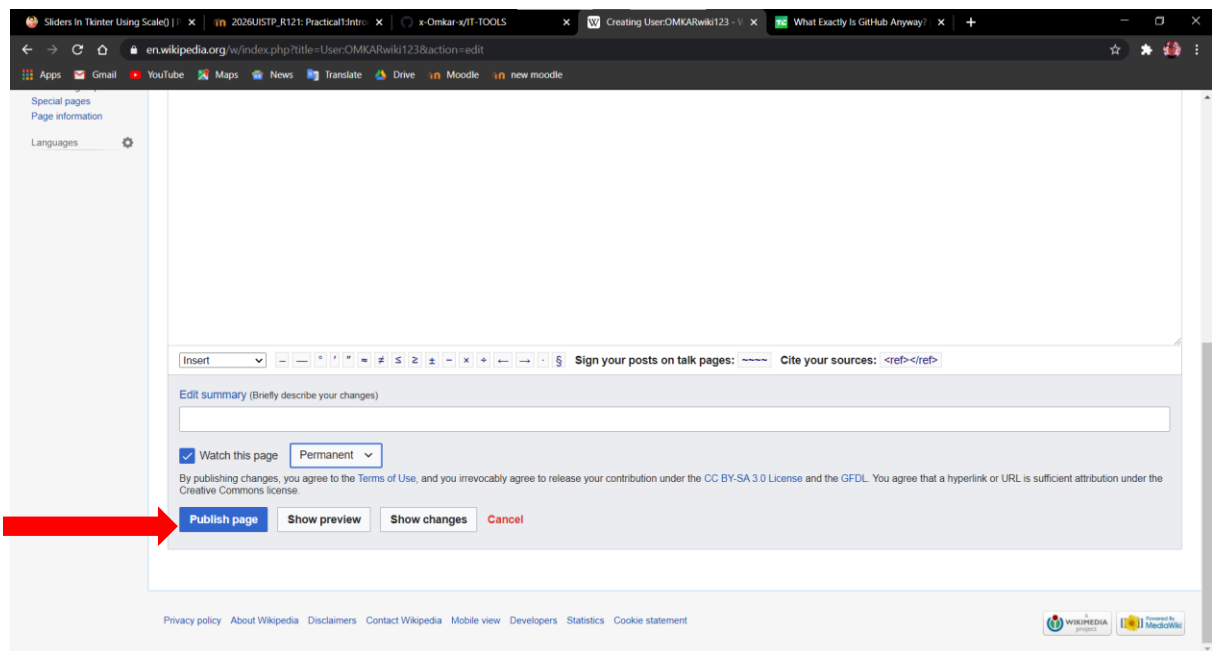 Sliders In Tkinter Using Scale() | P
2026UISTP_R121: Practical1:Intro
x-Omkar-x/IT-TOOLS
Creating User:OMKARwiki123 - W
What Exactly Is GitHub Anyway? |
en.wikipedia.org/w/index.php?title=User:OMKARwiki123&action=edit
Apps Gmail YouTube Maps News Translate Drive Moodle new moodle
Special pages
Page information
Languages
Insert – — ° ′ ″ ≈ ≠ ≤ ≥ ± − × ÷ ← → · § Sign your posts on talk pages: ~~~~ Cite your sources: <ref></ref>
Edit summary (Briefly describe your changes)
Watch this page Permanent
By publishing changes, you agree to the Terms of Use, and you irrevocably agree to release your contribution under the CC BY-SA 3.0 License and the GFDL. You agree that a hyperlink or URL is sufficient attribution under the
Creative Commons license.
Publish page Show preview Show changes Cancel
Privacy policy About Wikipedia Disclaimers Contact Wikipedia Mobile view Developers Statistics Cookie statement
a
WIKIMEDIA
project
Powered By
MediaWiki